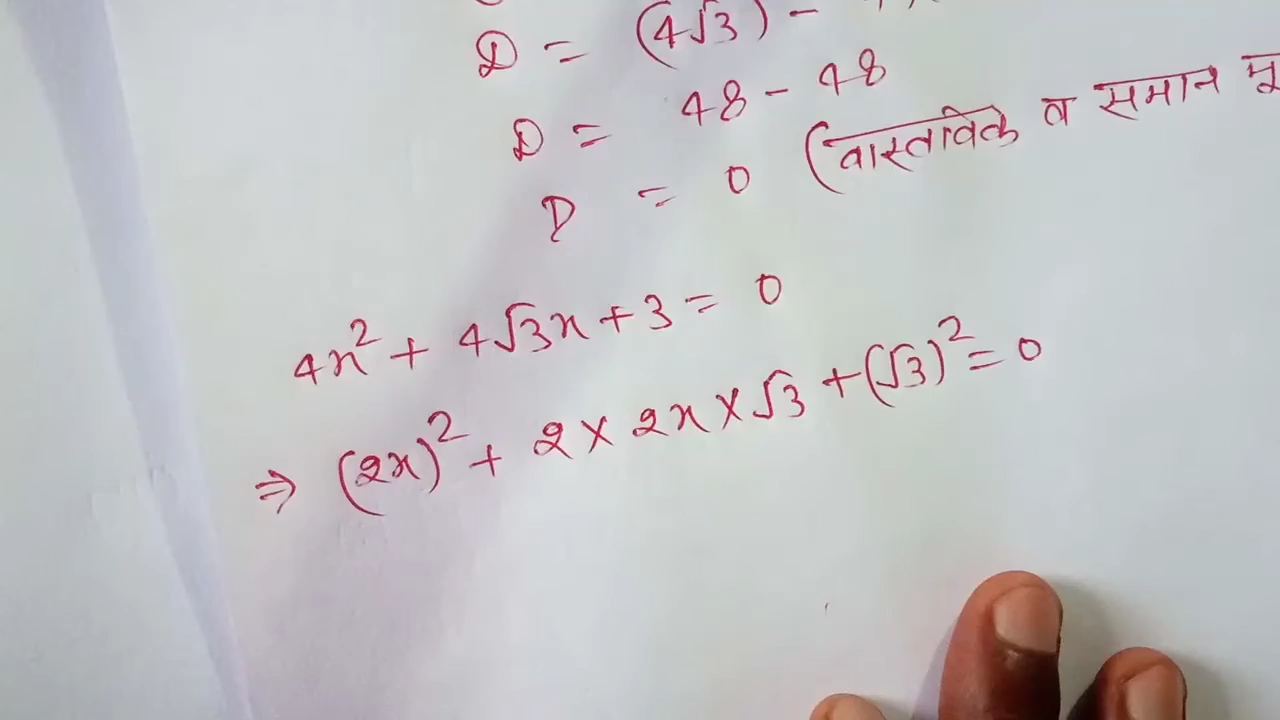 D = (4√3) -
D = 48 - 48
D = 0 (वास्तविक व समान
4x² + 4√3x + 3 = 0
⇒ (2x)² + 2 × 2x × √3 + (√3)² = 0